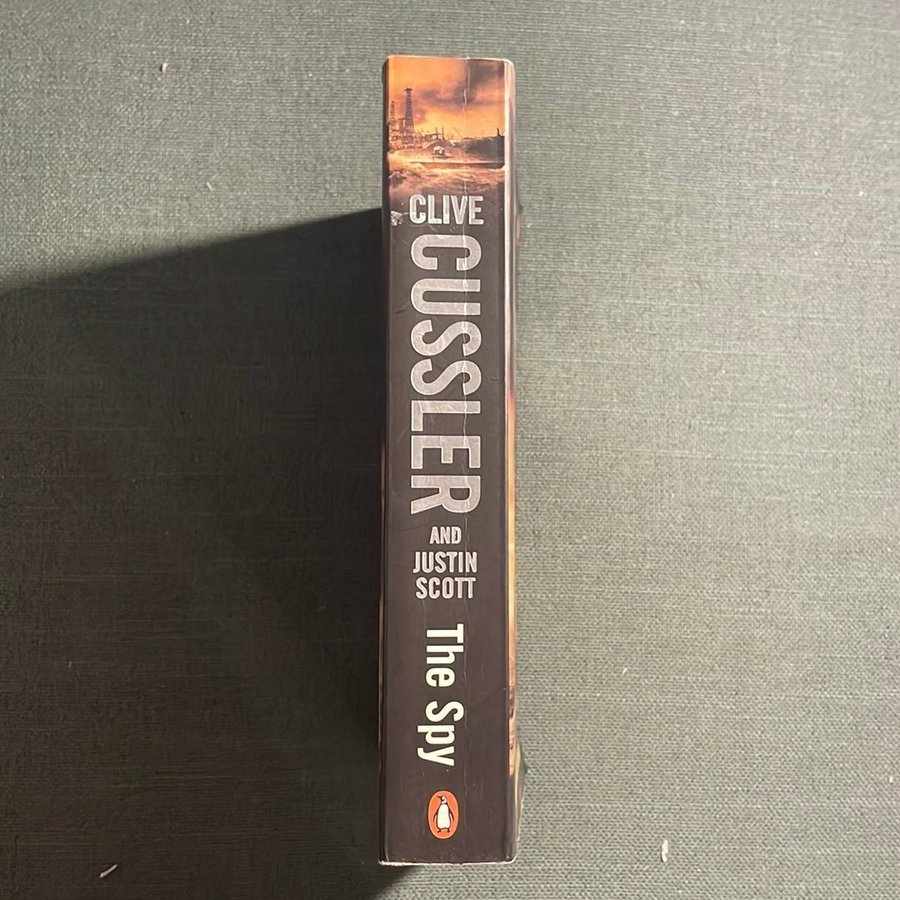 CLIVE
CUSSLER
AND
JUSTIN
SCOTT
The Spy